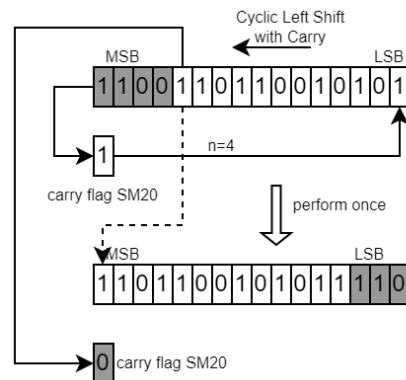 Cyclic Left Shift
with Carry
MSB
LSB
1100110110010101
1
n=4
carry flag SM20
perform once
MSB
LSB
1101100101011110
0
carry flag SM20